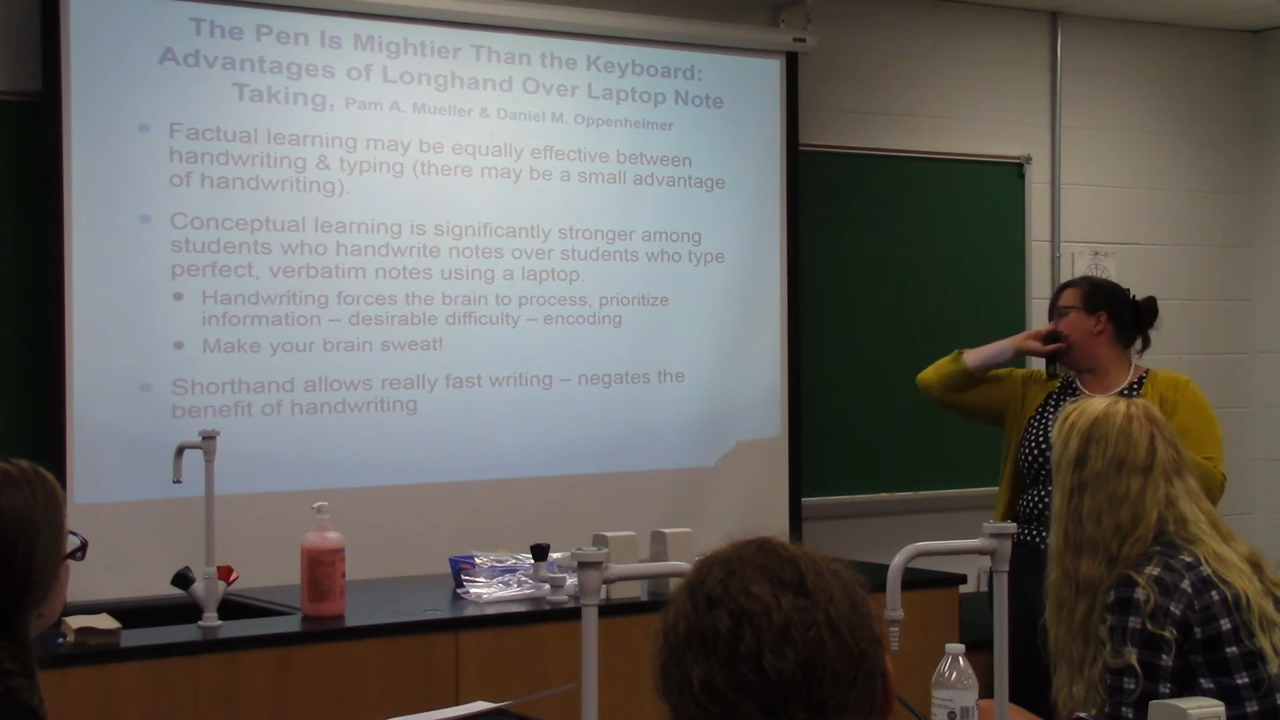 The Pen Is Mightier Than the Keyboard:
Advantages of Longhand Over Laptop Note
Taking, Pam A. Mueller & Daniel M. Oppenheimer
• Factual learning may be equally effective between
handwriting & typing (there may be a small advantage
of handwriting).
• Conceptual learning is significantly stronger among
students who handwrite notes over students who type
perfect, verbatim notes using a laptop.
• Handwriting forces the brain to process, prioritize
information – desirable difficulty – encoding
• Make your brain sweat!
• Shorthand allows really fast writing – negates the
benefit of handwriting